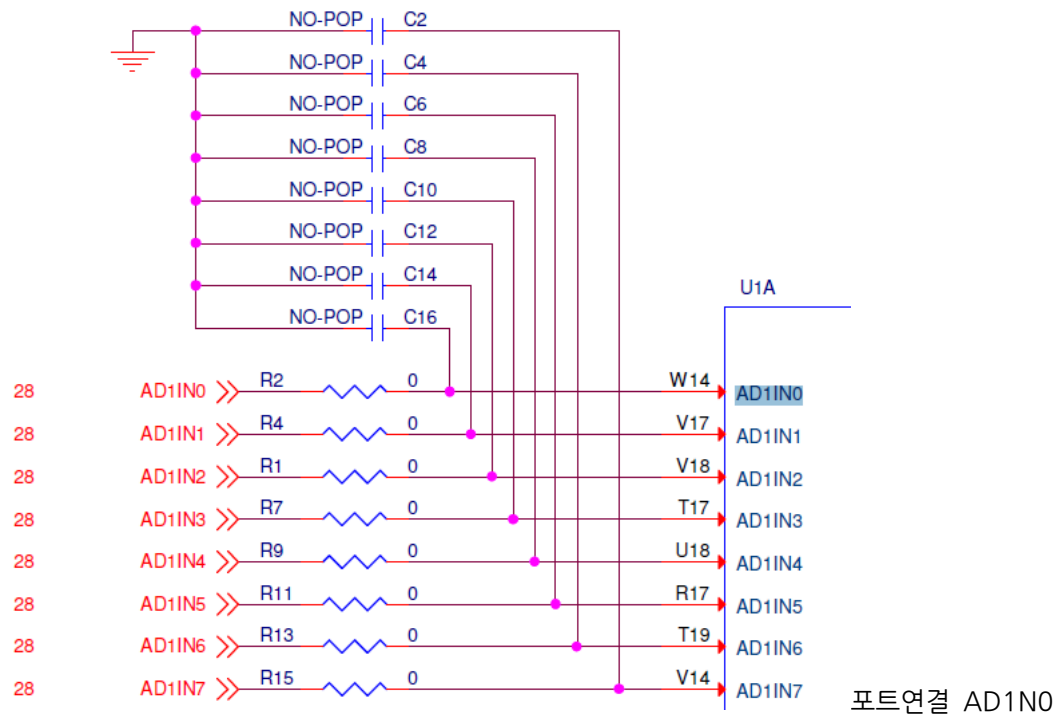 NO-POP C2
NO-POP C4
NO-POP C6
NO-POP C8
NO-POP C10
NO-POP C12
NO-POP C14
NO-POP C16
U1A
28 AD1IN0 R2 0 W14 AD1IN0
28 AD1IN1 R4 0 V17 AD1IN1
28 AD1IN2 R1 0 V18 AD1IN2
28 AD1IN3 R7 0 T17 AD1IN3
28 AD1IN4 R9 0 U18 AD1IN4
28 AD1IN5 R11 0 R17 AD1IN5
28 AD1IN6 R13 0 T19 AD1IN6
28 AD1IN7 R15 0 V14 AD1IN7
포트연결 AD1N0